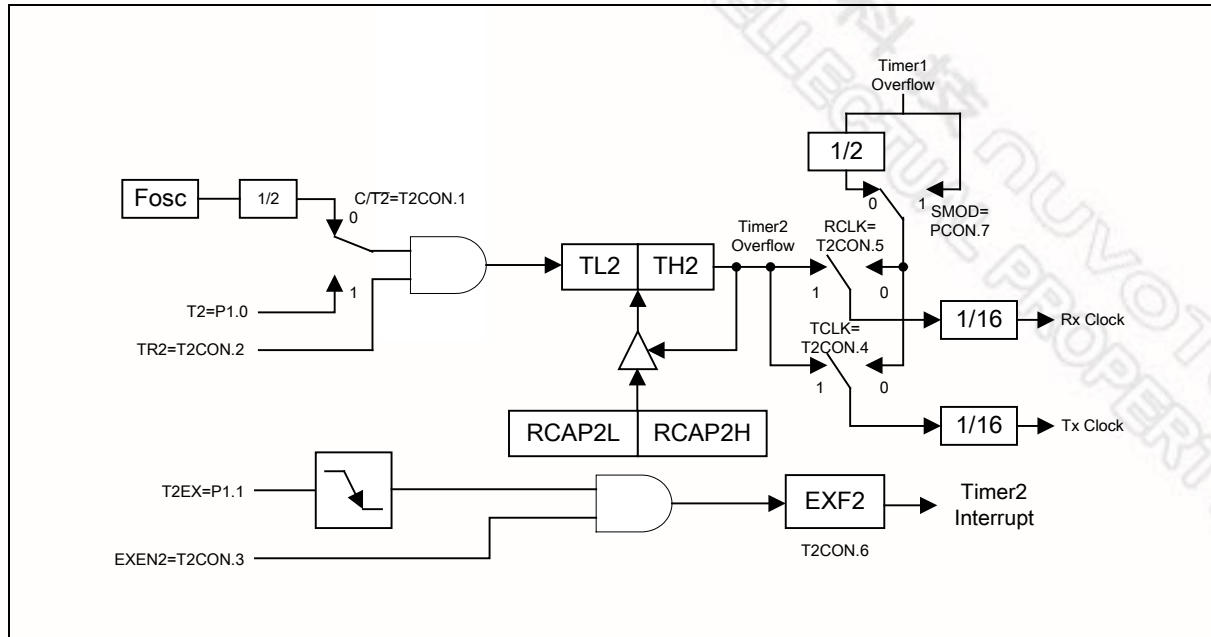 Timer1
Overflow
1/2
0
1
SMOD=
PCON.7
Fosc
1/2
C/T2=T2CON.1
0
1
T2=P1.0
TR2=T2CON.2
TL2
TH2
Timer2
Overflow
RCLK=
T2CON.5
1
0
1/16
Rx Clock
TCLK=
T2CON.4
1
0
1/16
Tx Clock
RCAP2L
RCAP2H
T2EX=P1.1
EXEN2=T2CON.3
EXF2
T2CON.6
Timer2
Interrupt
nuvoTo
ELLECTUAL PROPERT